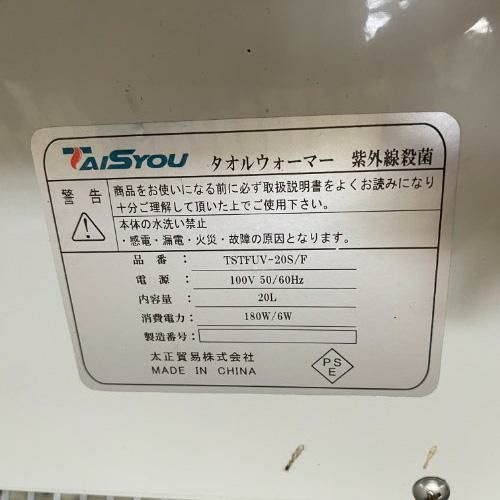 TAISYOU タオルウォーマー 紫外線殺菌
警告
商品をお使いになる前に必ず取扱説明書をよくお読みになり
十分ご理解して頂いた上でご使用下さい。
本体の水洗い禁止
・感電・漏電・火災・故障の原因となります。
品番: TSTFUV-20S/F
電源: 100V 50/60Hz
内容容量: 20L
消費電力: 180W/6W
製造番号:
太正貿易株式会社
MADE IN CHINA
PSE